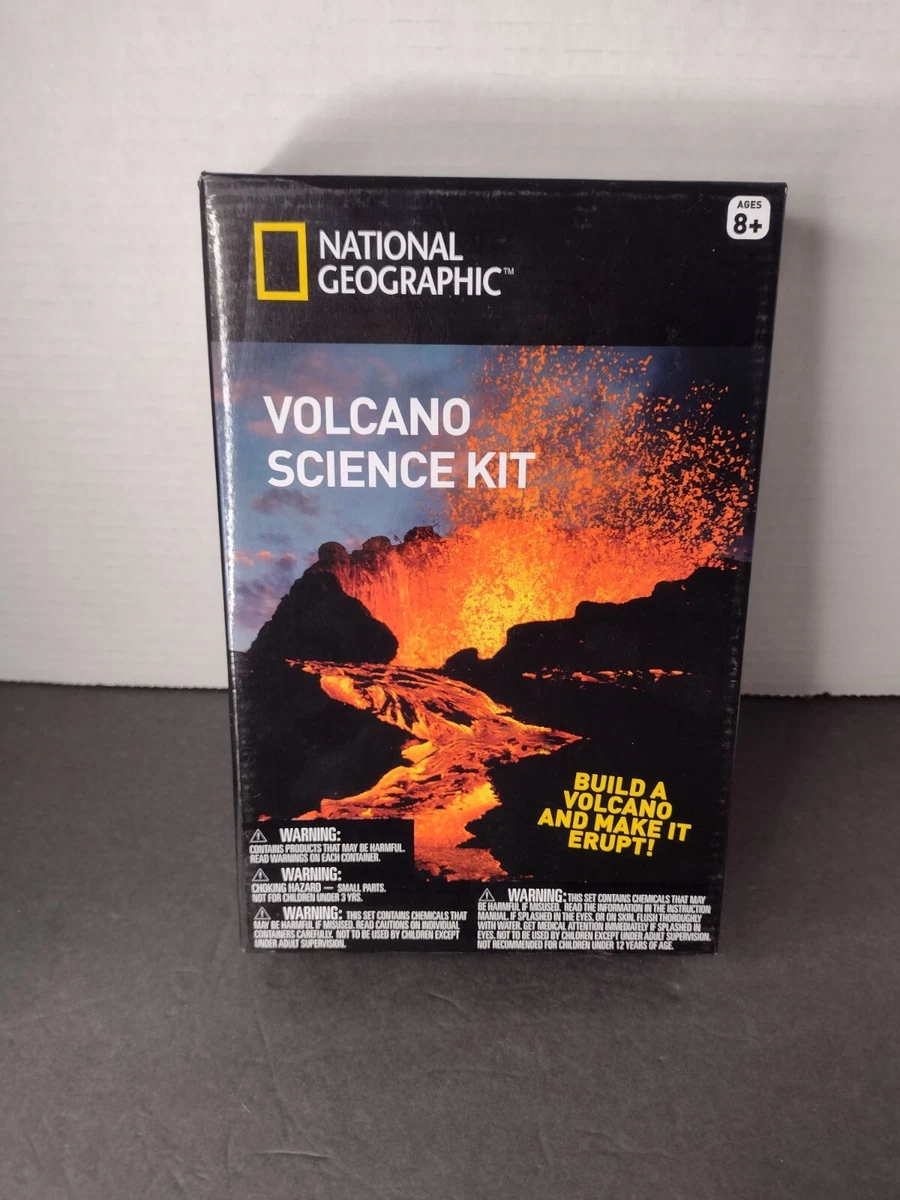 AGES
8+
NATIONAL
GEOGRAPHIC™
VOLCANO
SCIENCE KIT
BUILD A
VOLCANO
AND MAKE IT
ERUPT!
WARNING:
CONTAINS PRODUCTS THAT MAY BE HARMFUL.
READ WARNINGS ON EACH CONTAINER.
WARNING:
CHOKING HAZARD — SMALL PARTS.
NOT FOR CHILDREN UNDER 3 YRS.
WARNING: THIS SET CONTAINS CHEMICALS THAT
MAY BE HARMFUL IF MISUSED. READ CAUTIONS ON INDIVIDUAL
CONTAINERS CAREFULLY. NOT TO BE USED BY CHILDREN EXCEPT
UNDER ADULT SUPERVISION.
WARNING: THIS SET CONTAINS CHEMICALS THAT MAY
BE HARMFUL IF MISUSED. READ THE INFORMATION IN THE INSTRUCTION
MANUAL. IF SPLASHED IN THE EYES, OR ON SKIN, FLUSH THOROUGHLY
WITH WATER. GET MEDICAL ATTENTION IMMEDIATELY IF SPLASHED IN
EYES. NOT TO BE USED BY CHILDREN EXCEPT UNDER ADULT SUPERVISION.
NOT RECOMMENDED FOR CHILDREN UNDER 12 YEARS OF AGE.